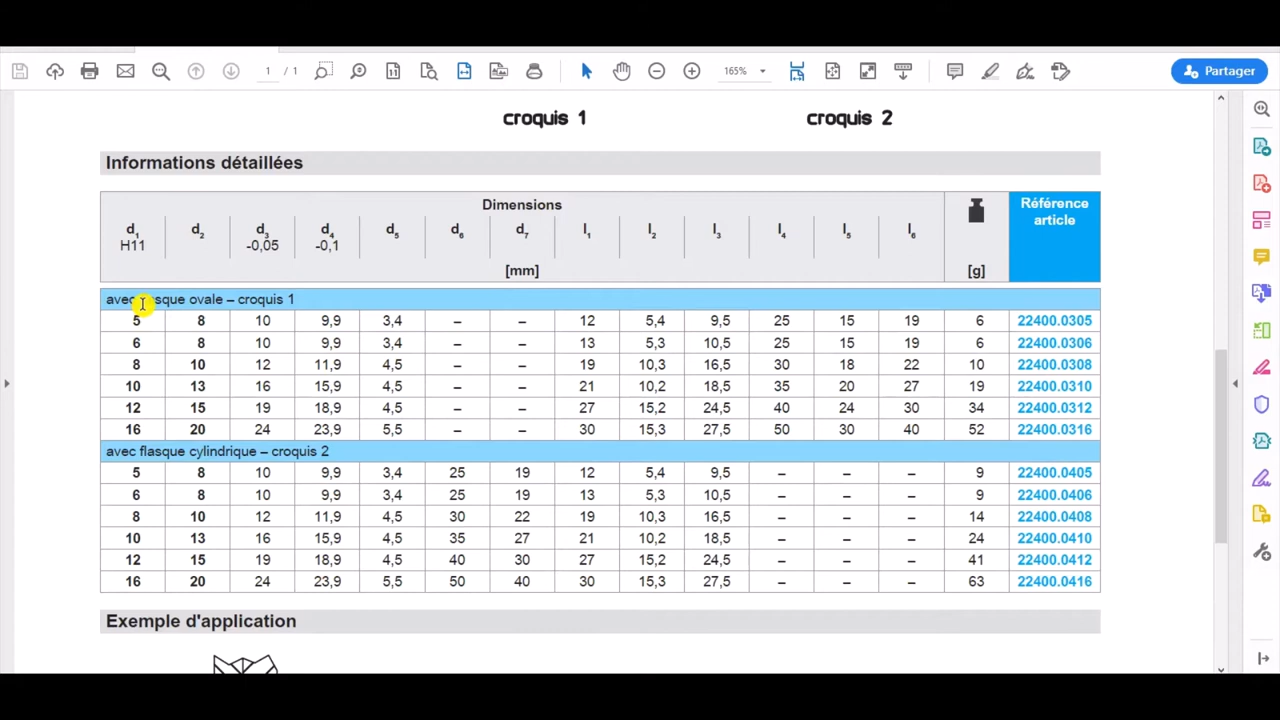 1 / 1
165%
Partager
croquis 1
croquis 2
Informations détaillées
Dimensions
Référence article
d1 H11 d2 d3 -0,05 d4 -0,1 d5 d6 d7 l1 l2 l3 l4 l5 l6
[mm] [g]
avec flasque ovale – croquis 1
5 8 10 9,9 3,4 – – 12 5,4 9,5 25 15 19 6 22400.0305
6 8 10 9,9 3,4 – – 13 5,3 10,5 25 15 19 6 22400.0306
8 10 12 11,9 4,5 – – 19 10,3 16,5 30 18 22 10 22400.0308
10 13 16 15,9 4,5 – – 21 10,2 18,5 35 20 27 19 22400.0310
12 15 19 18,9 4,5 – – 27 15,2 24,5 40 24 30 34 22400.0312
16 20 24 23,9 5,5 – – 30 15,3 27,5 50 30 40 52 22400.0316
avec flasque cylindrique – croquis 2
5 8 10 9,9 3,4 25 19 12 5,4 9,5 – – – 9 22400.0405
6 8 10 9,9 3,4 25 19 13 5,3 10,5 – – – 9 22400.0406
8 10 12 11,9 4,5 30 22 19 10,3 16,5 – – – 14 22400.0408
10 13 16 15,9 4,5 35 27 21 10,2 18,5 – – – 24 22400.0410
12 15 19 18,9 4,5 40 30 27 15,2 24,5 – – – 41 22400.0412
16 20 24 23,9 5,5 50 40 30 15,3 27,5 – – – 63 22400.0416
Exemple d'application